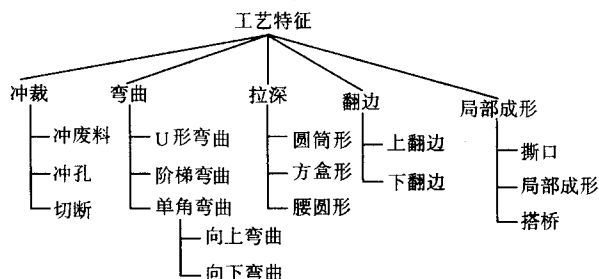 工艺特征
冲裁
弯曲
拉深
翻边
局部成形
冲废料
冲孔
切断
U形弯曲
阶梯弯曲
单角弯曲
向上弯曲
向下弯曲
圆筒形
方盒形
腰圆形
上翻边
下翻边
撕口
局部成形
搭桥